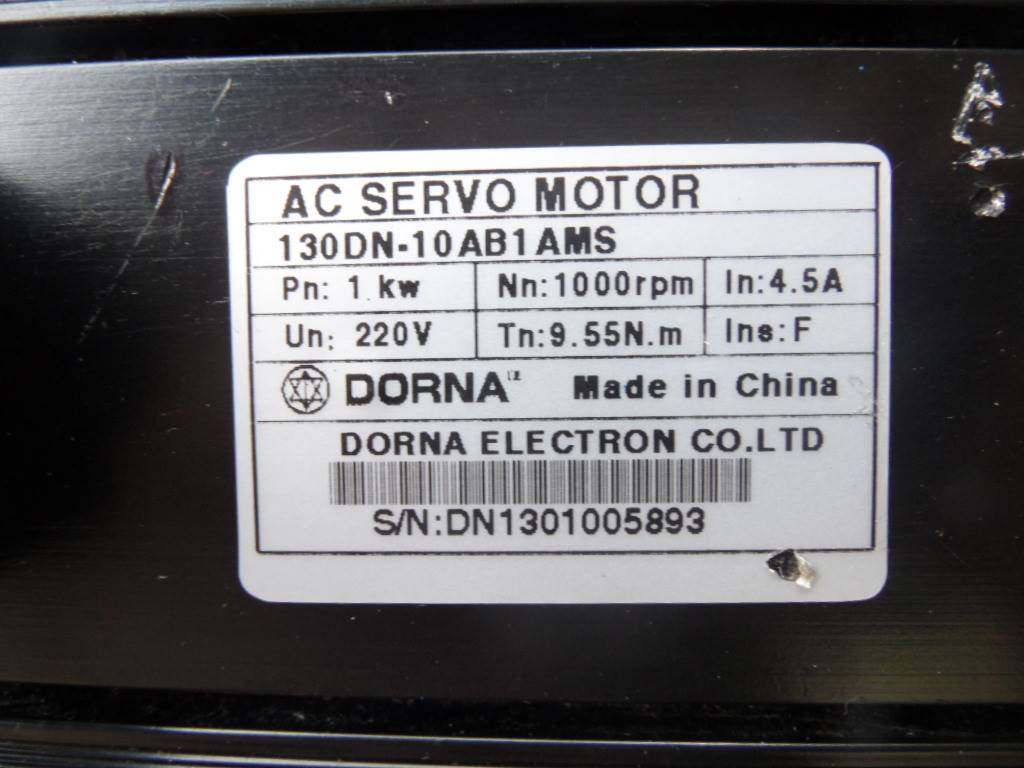 AC SERVO MOTOR
130DN-10AB1AMS
Pn: 1 kw Nn:1000rpm In:4.5A
Un: 220V Tn:9.55N.m Ins:F
DORNA Made in China
DORNA ELECTRON CO.LTD
S/N:DN1301005893